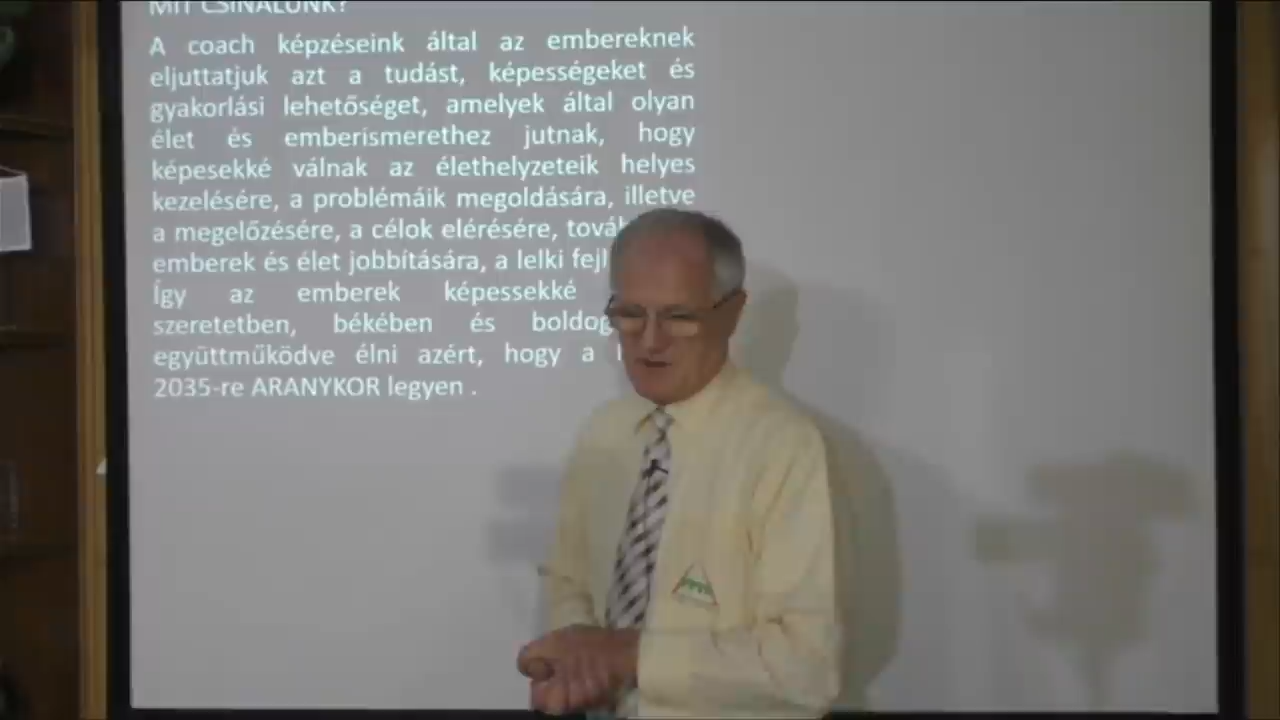 MIT CSINÁLUNK?
A coach képzéseink által az embereknek
eljuttatjuk azt a tudást, képességeket és
gyakorlási lehetőséget, amelyek által olyan
élet és emberismerethez jutnak, hogy
képesekké válnak az élethelyzeteik helyes
kezelésére, a problémáik megoldására, illetve
a megelőzésére, a célok elérésére,
emberek és élet jobbítására, a lelki
Így az emberek képessekké
szeretetben, békében és
együttműködve élni azért, hogy a
2035-re ARANYKOR legyen .